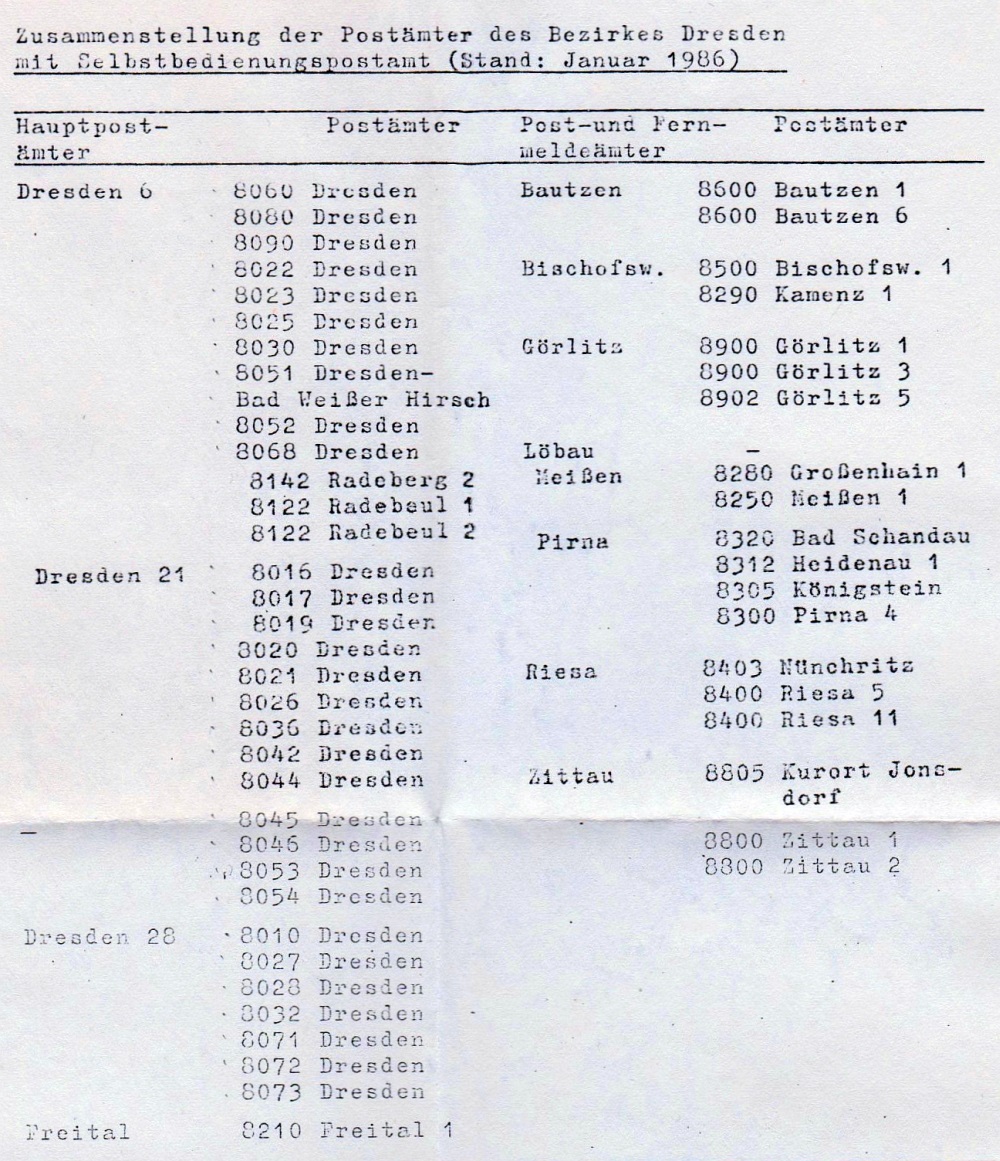 Zusammenstellung der Postämter des Bezirkes Dresden
mit Selbstbedienungspostamt (Stand: Januar 1986)
Hauptpost- Postämter Post-und Fern- Postämter
ämter meldeämter
Dresden 6 8060 Dresden Bautzen 8600 Bautzen 1
8080 Dresden 8600 Bautzen 6
8090 Dresden
8022 Dresden Bischofsw. 8500 Bischofsw. 1
8023 Dresden 8290 Kamenz 1
8025 Dresden
8030 Dresden Görlitz 8900 Görlitz 1
8051 Dresden- 8900 Görlitz 3
Bad Weißer Hirsch 8902 Görlitz 5
8052 Dresden
8068 Dresden Löbau –
8142 Radeberg 2 Meißen 8280 Großenhain 1
8122 Radebeul 1 8250 Meißen 1
8122 Radebeul 2 Pirna 8320 Bad Schandau
Dresden 21 8016 Dresden 8312 Heidenau 1
8017 Dresden 8305 Königstein
8019 Dresden 8300 Pirna 4
8020 Dresden
8021 Dresden Riesa 8403 Nünchritz
8026 Dresden 8400 Riesa 5
8036 Dresden 8400 Riesa 11
8042 Dresden
8044 Dresden Zittau 8805 Kurort Jons-
dorf
8045 Dresden
8046 Dresden 8800 Zittau 1
8053 Dresden 8800 Zittau 2
8054 Dresden
Dresden 28 8010 Dresden
8027 Dresden
8028 Dresden
8032 Dresden
8071 Dresden
8072 Dresden
8073 Dresden
Freital 8210 Freital 1